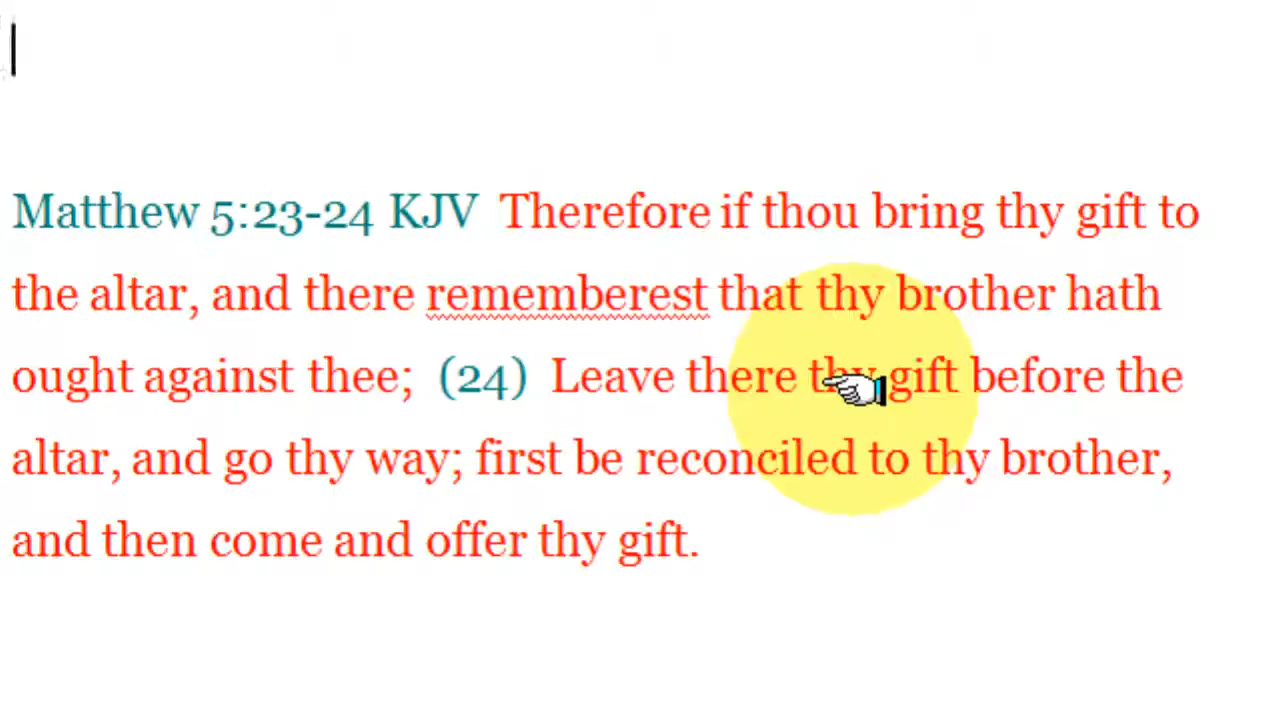 Matthew 5:23-24 KJV Therefore if thou bring thy gift to
the altar, and there rememberest that thy brother hath
ought against thee; (24) Leave there thy gift before the
altar, and go thy way; first be reconciled to thy brother,
and then come and offer thy gift.